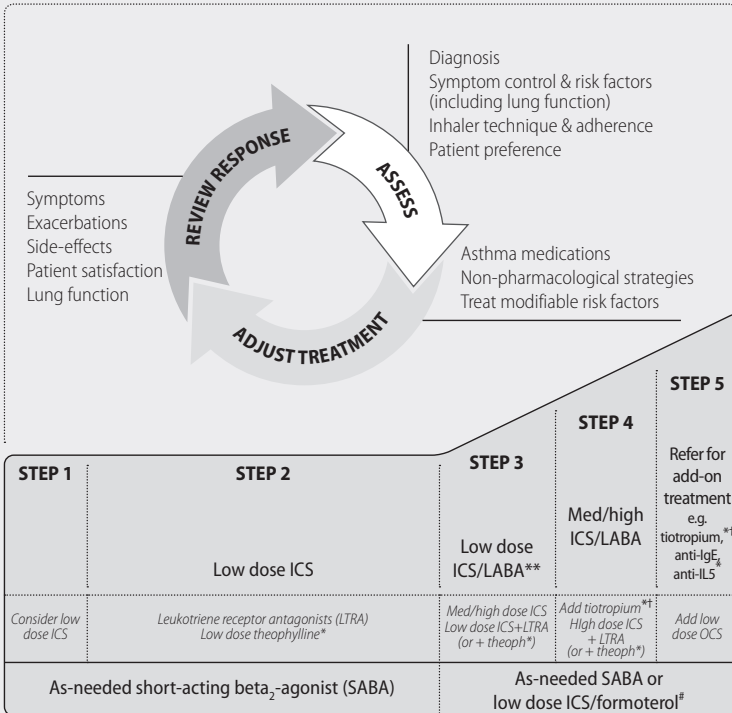 Diagnosis
Symptom control & risk factors
(including lung function)
Inhaler technique & adherence
Patient preference
REVIEW RESPONSE
ASSESS
ADJUST TREATMENT
Symptoms
Exacerbations
Side-effects
Patient satisfaction
Lung function
Asthma medications
Non-pharmacological strategies
Treat modifiable risk factors
STEP 1
Consider low
dose ICS
STEP 2
Low dose ICS
Leukotriene receptor antagonists (LTRA)
Low dose theophylline*
STEP 3
Low dose
ICS/LABA**
Med/high dose ICS
Low dose ICS+LTRA
(or + theoph*)
STEP 4
Med/high
ICS/LABA
Add tiotropium*†
HIgh dose ICS
+ LTRA
(or + theoph*)
STEP 5
Refer for
add-on
treatment
e.g.
tiotropium,*†
anti-IgE,
anti-IL5*
Add low
dose OCS
As-needed short-acting beta₂-agonist (SABA)
As-needed SABA or
low dose ICS/formoterol#